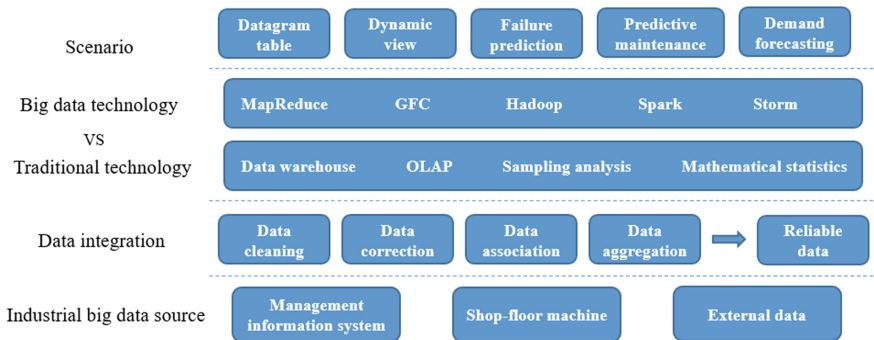 Scenario
Datagram
table
Dynamic
view
Failure
prediction
Predictive
maintenance
Demand
forecasting
Big data technology
MapReduce GFC Hadoop Spark Storm
VS
Traditional technology
Data warehouse OLAP Sampling analysis Mathematical statistics
Data integration
Data
cleaning
Data
correction
Data
association
Data
aggregation
Reliable
data
Industrial big data source
Management
information system
Shop-floor machine
External data